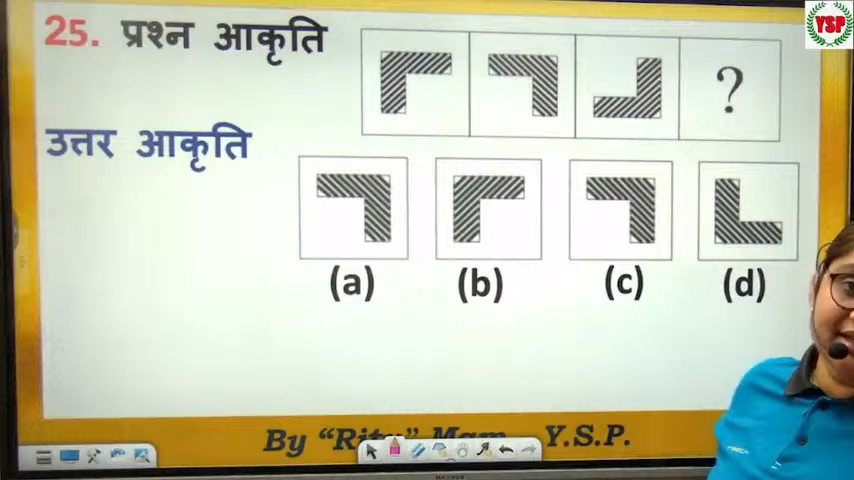 YSP
25. प्रश्न आकृति
?
उत्तर आकृति
(a) (b) (c) (d)
By "Ritu" Mam Y.S.P.